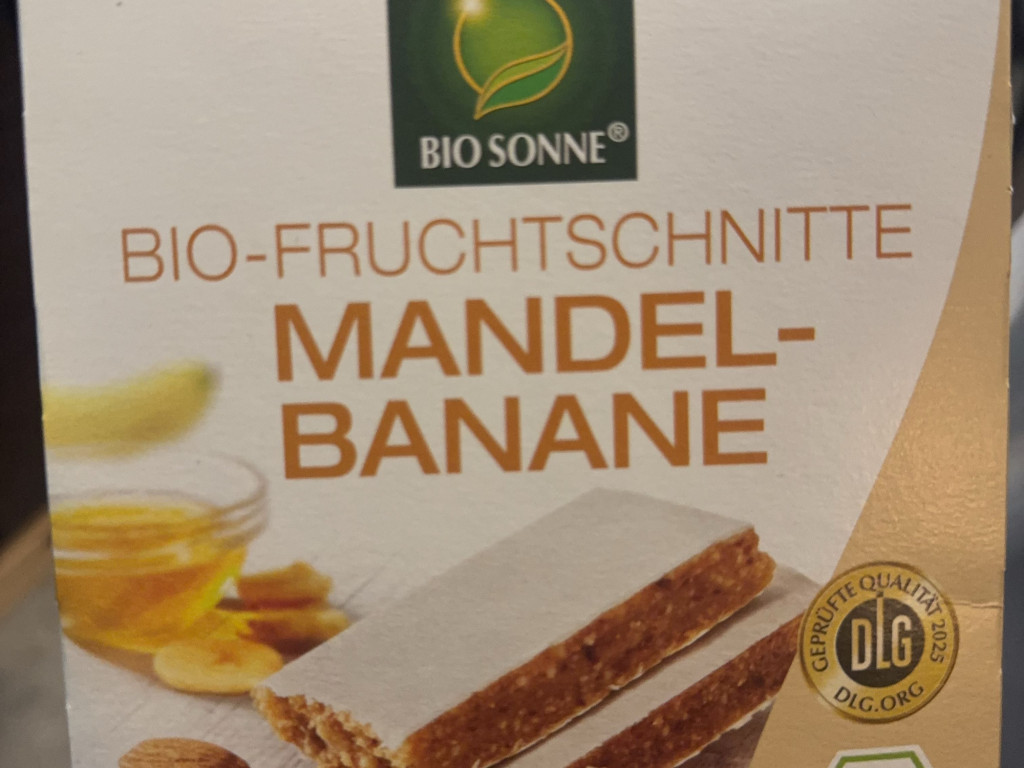 BIO SONNE®
BIO-FRUCHTSCHNITTE
MANDEL-
BANANE
GEPRÜFTE QUALITÄT 2025
DLG
DLG.ORG